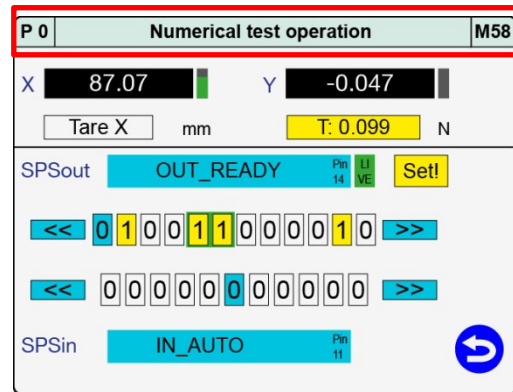 P 0 Numerical test operation M58
X 87.07 Y -0.047
Tare X mm T: 0.099 N
SPSout OUT_READY Pin 14 LI VE Set!
<< 0 1 0 0 1 1 0 0 0 0 1 0 >>
<< 0 0 0 0 0 0 0 0 0 0 0 0 >>
SPSin IN_AUTO Pin 11